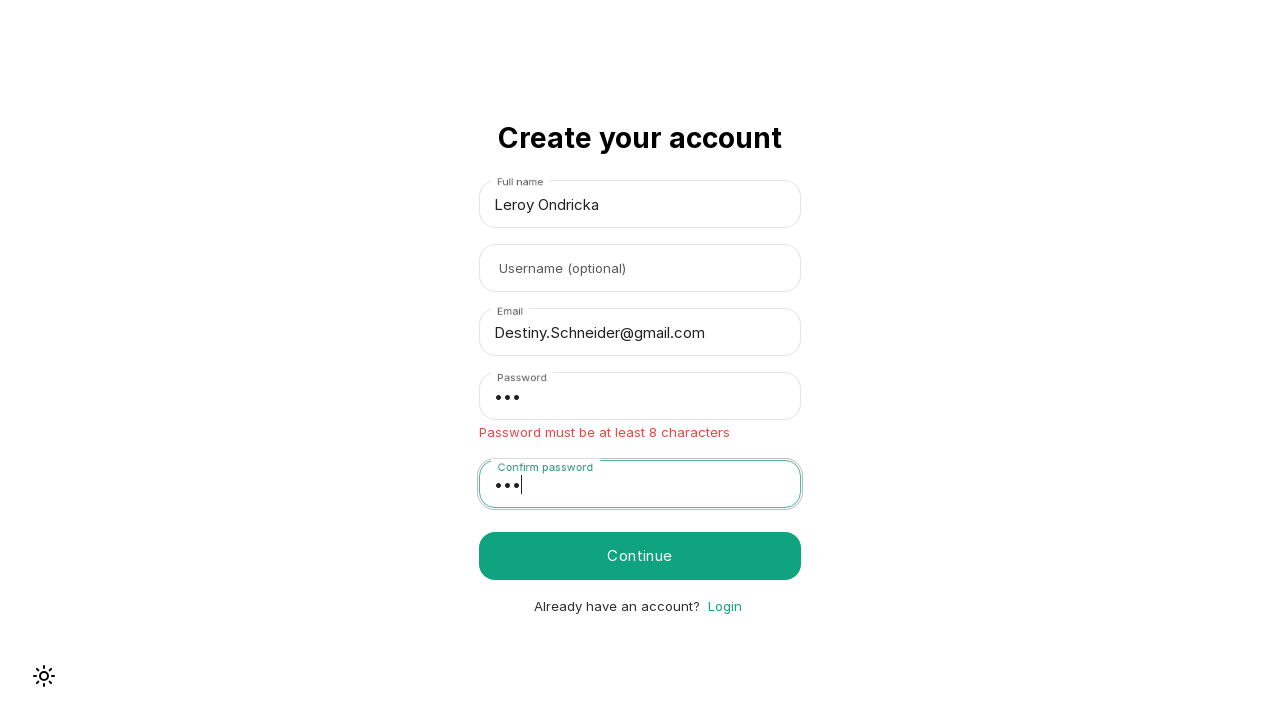 Create your account
Full name
Leroy Ondricka
Username (optional)
Email
Destiny.Schneider@gmail.com
Password
•••
Password must be at least 8 characters
Confirm password
•••
Continue
Already have an account? Login